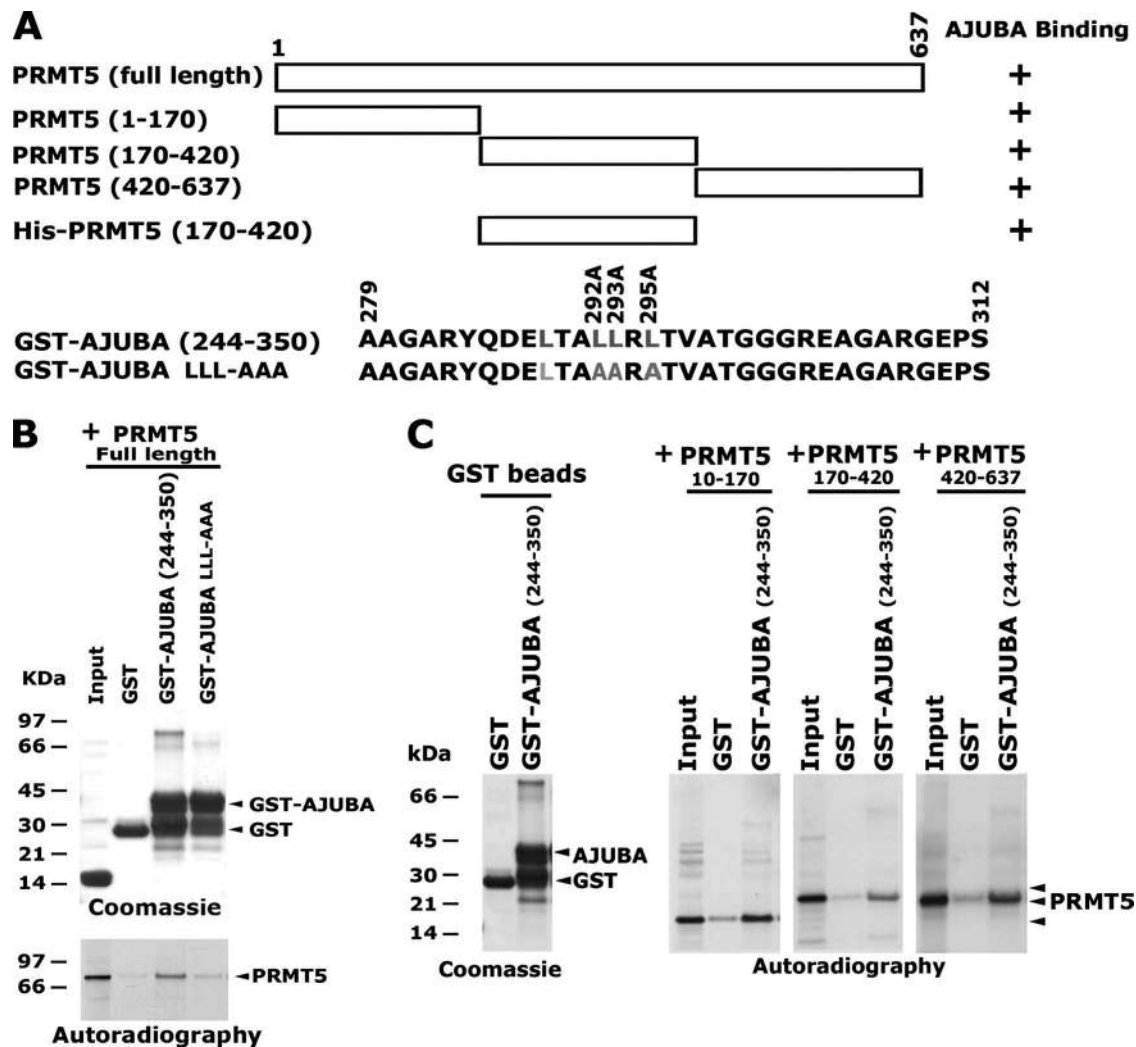 A
1
637
AJUBA Binding
PRMT5 (full length)
+
PRMT5 (1-170)
+
PRMT5 (170-420)
+
PRMT5 (420-637)
+
His-PRMT5 (170-420)
+
279
292A
293A
295A
312
GST-AJUBA (244-350)
AAGARYQDELTALLRLTVATGGGREAGARGEPS
GST-AJUBA LLL-AAA
AAGARYQDELTAAARATVATGGGREAGARGEPS
B
+ PRMT5
Full length
KDa
Input
GST
GST-AJUBA (244-350)
GST-AJUBA LLL-AAA
97
66
45
30
21
14
GST-AJUBA
GST
Coomassie
97
66
PRMT5
Autoradiography
C
GST beads
kDa
GST
GST-AJUBA (244-350)
66
45
30
21
14
AJUBA
GST
Coomassie
+ PRMT5
10-170
Input
GST
GST-AJUBA (244-350)
+ PRMT5
170-420
Input
GST
GST-AJUBA (244-350)
+ PRMT5
420-637
Input
GST
GST-AJUBA (244-350)
PRMT5
Autoradiography